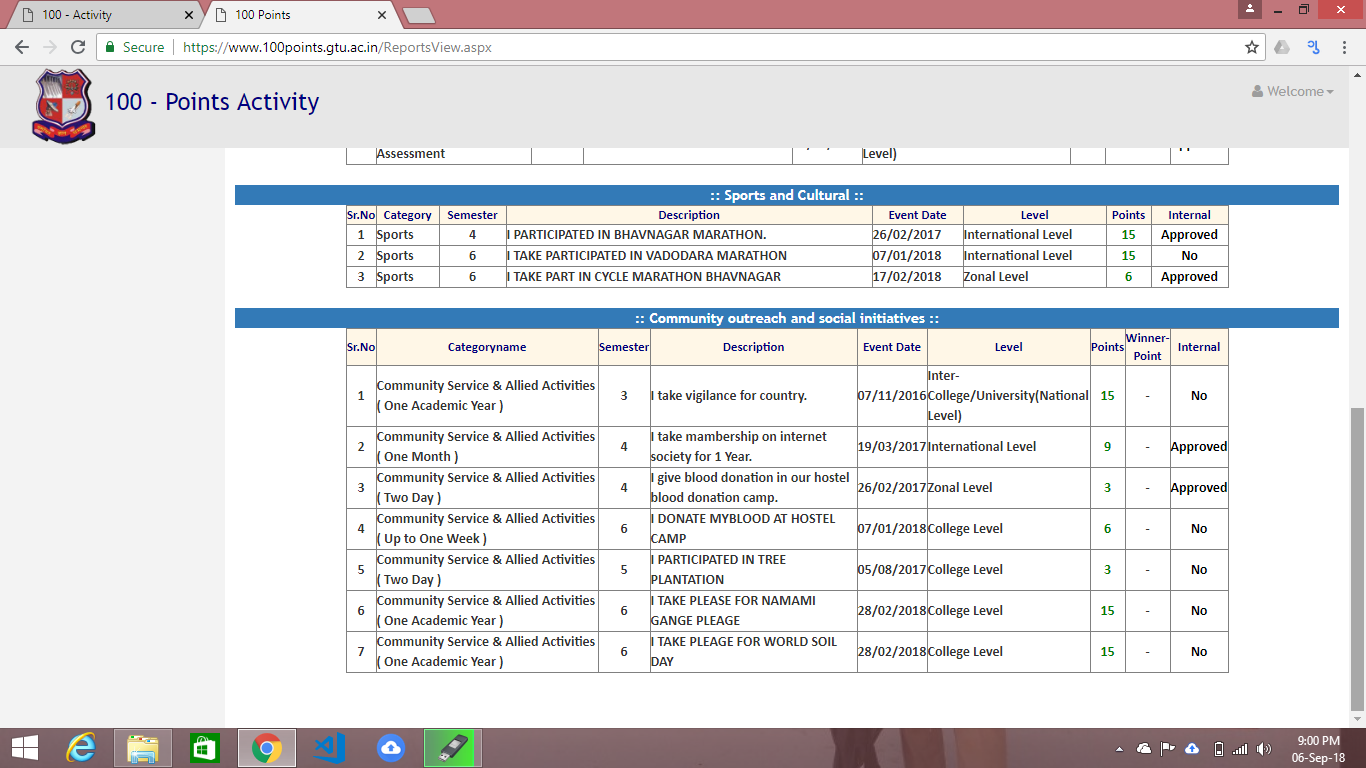 100 - Activity
100 Points
Secure https://www.100points.gtu.ac.in/ReportsView.aspx
100 - Points Activity
Welcome
Assessment Level)
:: Sports and Cultural ::
Sr.No Category Semester Description Event Date Level Points Internal
1 Sports 4 I PARTICIPATED IN BHAVNAGAR MARATHON. 26/02/2017 International Level 15 Approved
2 Sports 6 I TAKE PARTICIPATED IN VADODARA MARATHON 07/01/2018 International Level 15 No
3 Sports 6 I TAKE PART IN CYCLE MARATHON BHAVNAGAR 17/02/2018 Zonal Level 6 Approved
:: Community outreach and social initiatives ::
Sr.No Categoryname Semester Description Event Date Level Points Winner-
Point Internal
1 Community Service & Allied Activities
( One Academic Year ) 3 I take vigilance for country. 07/11/2016 Inter-
College/University(National
Level) 15 - No
2 Community Service & Allied Activities
( One Month ) 4 I take mambership on internet
society for 1 Year. 19/03/2017 International Level 9 - Approved
3 Community Service & Allied Activities
( Two Day ) 4 I give blood donation in our hostel
blood donation camp. 26/02/2017 Zonal Level 3 - Approved
4 Community Service & Allied Activities
( Up to One Week ) 6 I DONATE MYBLOOD AT HOSTEL
CAMP 07/01/2018 College Level 6 - No
5 Community Service & Allied Activities
( Two Day ) 5 I PARTICIPATED IN TREE
PLANTATION 05/08/2017 College Level 3 - No
6 Community Service & Allied Activities
( One Academic Year ) 6 I TAKE PLEASE FOR NAMAMI
GANGE PLEAGE 28/02/2018 College Level 15 - No
7 Community Service & Allied Activities
( One Academic Year ) 6 I TAKE PLEAGE FOR WORLD SOIL
DAY 28/02/2018 College Level 15 - No
9:00 PM
06-Sep-18